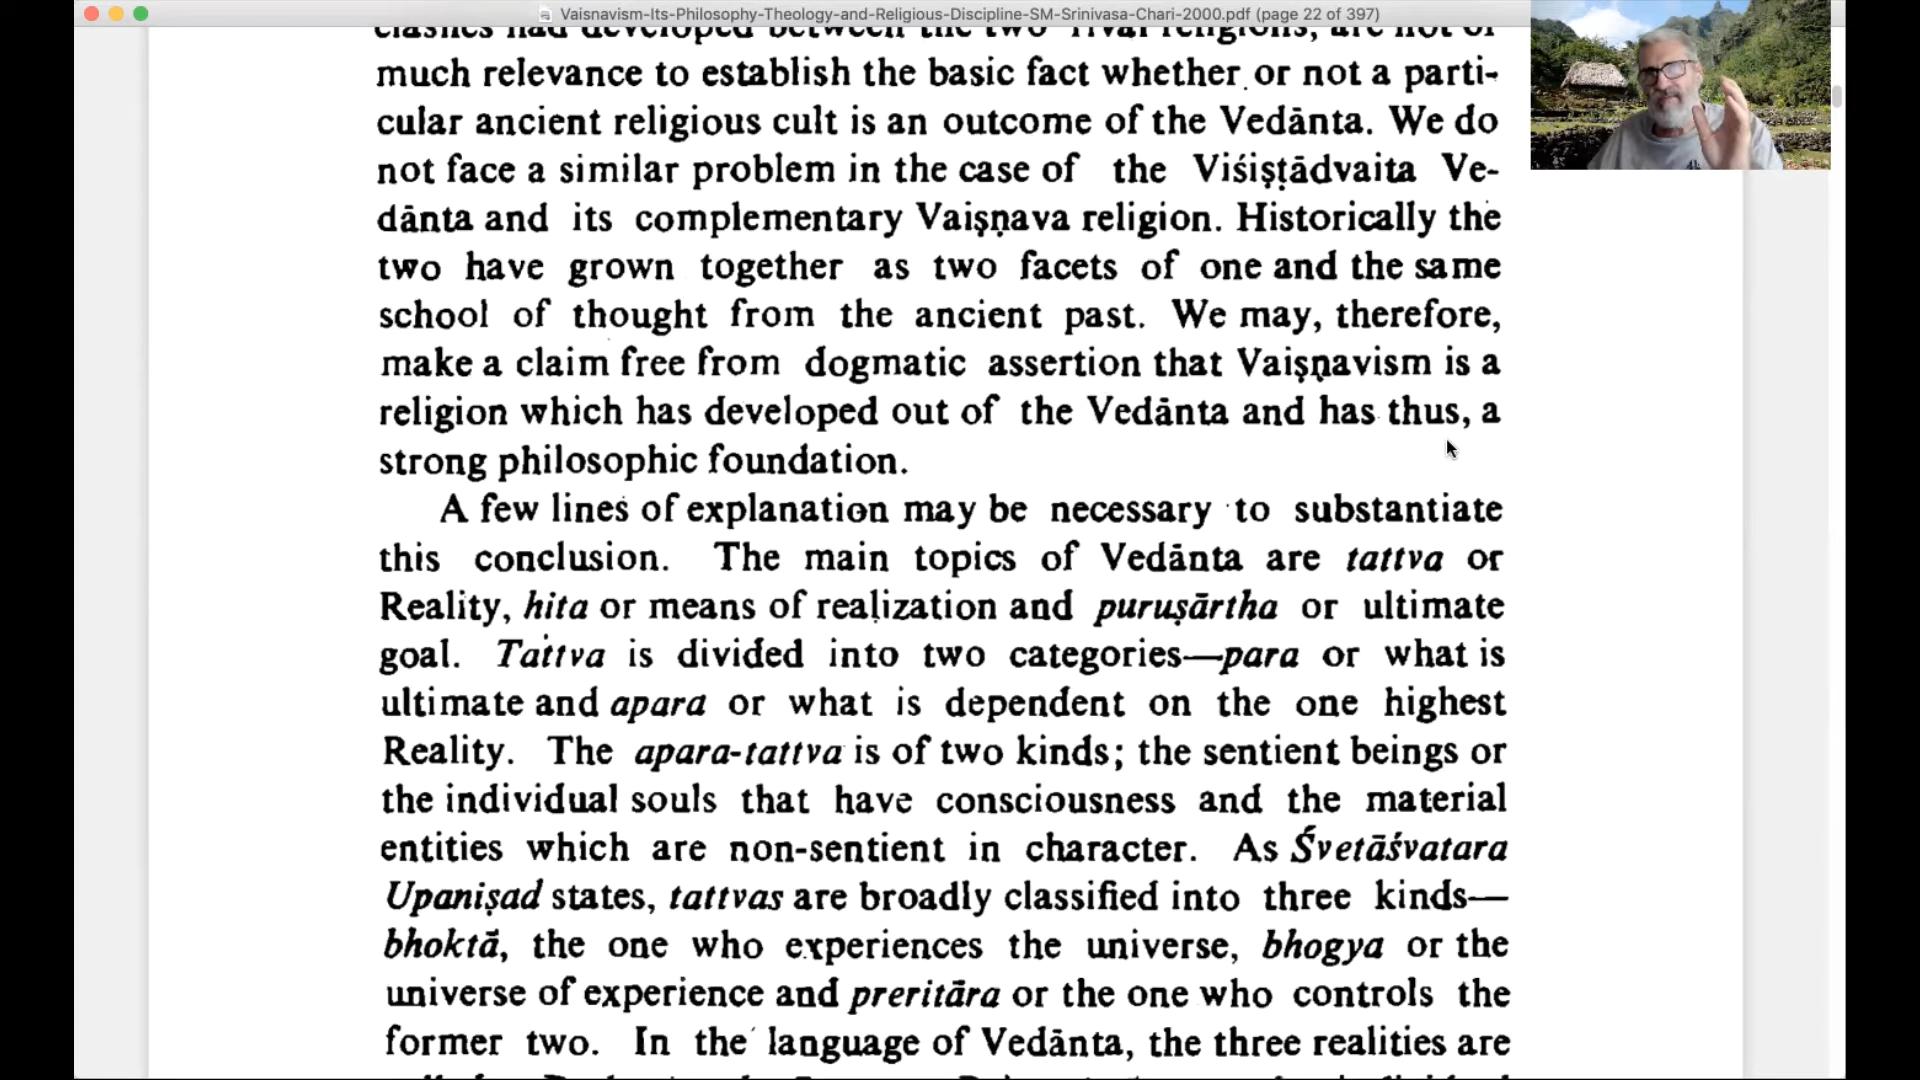 Vaisnavism-Its-Philosophy-Theology-and-Religious-Discipline-SM-Srinivasa-Chari-2000.pdf (page 22 of 397)
clashes had developed between the two rival religions, are not of
much relevance to establish the basic fact whether or not a parti-
cular ancient religious cult is an outcome of the Vedānta. We do
not face a similar problem in the case of the Viśiṣṭādvaita Ve-
dānta and its complementary Vaiṣṇava religion. Historically the
two have grown together as two facets of one and the same
school of thought from the ancient past. We may, therefore,
make a claim free from dogmatic assertion that Vaiṣṇavism is a
religion which has developed out of the Vedānta and has thus, a
strong philosophic foundation.
A few lines of explanation may be necessary to substantiate
this conclusion. The main topics of Vedānta are tattva or
Reality, hita or means of realization and puruṣārtha or ultimate
goal. Tattva is divided into two categories—para or what is
ultimate and apara or what is dependent on the one highest
Reality. The apara-tattva is of two kinds; the sentient beings or
the individual souls that have consciousness and the material
entities which are non-sentient in character. As Śvetāśvatara
Upaniṣad states, tattvas are broadly classified into three kinds—
bhoktā, the one who experiences the universe, bhogya or the
universe of experience and preritāra or the one who controls the
former two. In the language of Vedānta, the three realities are